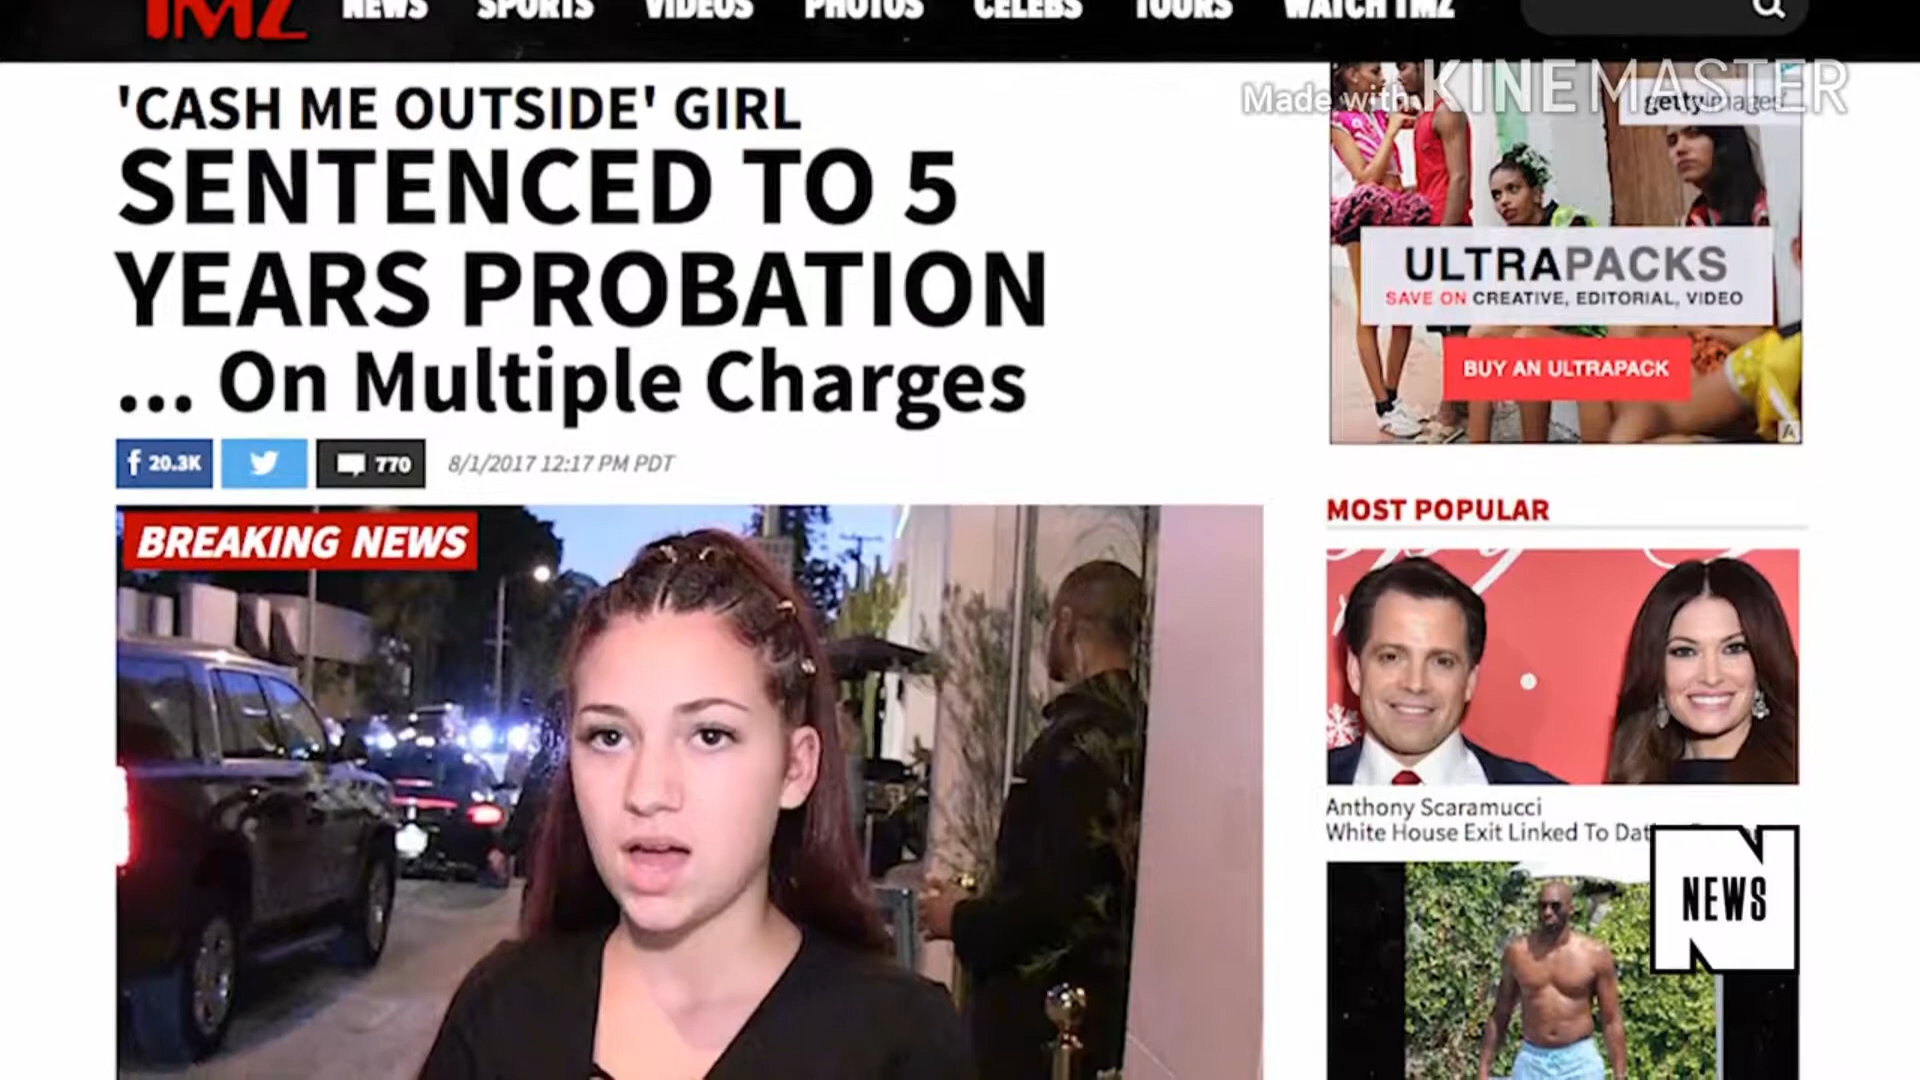 TMZ NEWS SPORTS VIDEOS PHOTOS CELEBS TOURS WATCH TMZ
Made with KINEMASTER
'CASH ME OUTSIDE' GIRL
SENTENCED TO 5
YEARS PROBATION
... On Multiple Charges
f 20.3K 770 8/1/2017 12:17 PM PDT
BREAKING NEWS
gettyimages
ULTRAPACKS
SAVE ON CREATIVE, EDITORIAL, VIDEO
BUY AN ULTRAPACK
MOST POPULAR
Anthony Scaramucci
White House Exit Linked To
NEWS